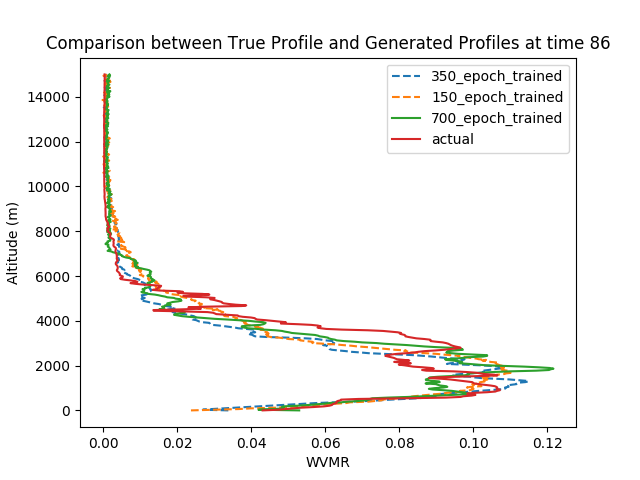 Comparison between True Profile and Generated Profiles at time 86
350_epoch_trained
150_epoch_trained
700_epoch_trained
actual
14000
12000
10000
8000
6000
4000
2000
0
Altitude (m)
0.00 0.02 0.04 0.06 0.08 0.10 0.12
WVMR